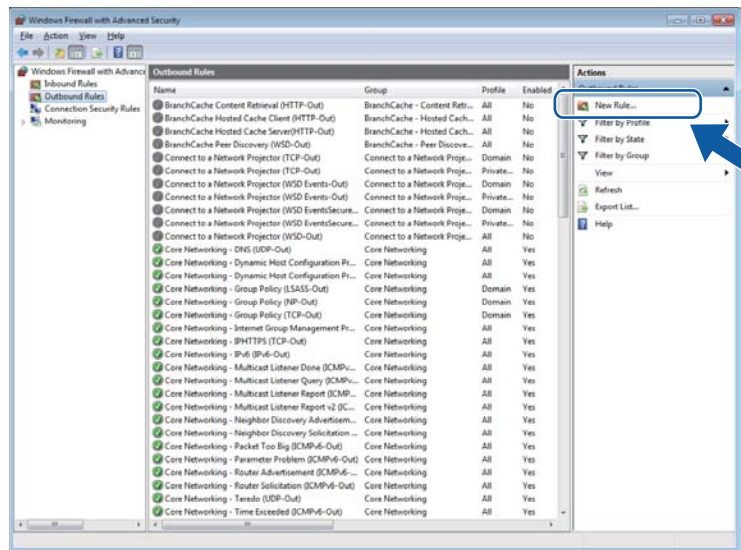 Windows Firewall with Advanced Security
File Action View Help
Windows Firewall with Advance
Inbound Rules
Outbound Rules
Connection Security Rules
Monitoring
Outbound Rules
Name Group Profile Enabled
BranchCache Content Retrieval (HTTP-Out) BranchCache - Content Retr... All No
BranchCache Hosted Cache Client (HTTP-Out) BranchCache - Hosted Cach... All No
BranchCache Hosted Cache Server(HTTP-Out) BranchCache - Hosted Cach... All No
BranchCache Peer Discovery (WSD-Out) BranchCache - Peer Discove... All No
Connect to a Network Projector (TCP-Out) Connect to a Network Proje... Domain No
Connect to a Network Projector (TCP-Out) Connect to a Network Proje... Private... No
Connect to a Network Projector (WSD Events-Out) Connect to a Network Proje... Domain No
Connect to a Network Projector (WSD Events-Out) Connect to a Network Proje... Private... No
Connect to a Network Projector (WSD EventsSecure... Connect to a Network Proje... Domain No
Connect to a Network Projector (WSD EventsSecure... Connect to a Network Proje... Private... No
Connect to a Network Projector (WSD-Out) Connect to a Network Proje... All No
Core Networking - DNS (UDP-Out) Core Networking All Yes
Core Networking - Dynamic Host Configuration Pr... Core Networking All Yes
Core Networking - Dynamic Host Configuration Pr... Core Networking All Yes
Core Networking - Group Policy (LSASS-Out) Core Networking Domain Yes
Core Networking - Group Policy (NP-Out) Core Networking Domain Yes
Core Networking - Group Policy (TCP-Out) Core Networking Domain Yes
Core Networking - Internet Group Management Pr... Core Networking All Yes
Core Networking - IPHTTPS (TCP-Out) Core Networking All Yes
Core Networking - IPv6 (IPv6-Out) Core Networking All Yes
Core Networking - Multicast Listener Done (ICMPv... Core Networking All Yes
Core Networking - Multicast Listener Query (ICMPv... Core Networking All Yes
Core Networking - Multicast Listener Report (ICMP... Core Networking All Yes
Core Networking - Multicast Listener Report v2 (IC... Core Networking All Yes
Core Networking - Neighbor Discovery Advertisem... Core Networking All Yes
Core Networking - Neighbor Discovery Solicitation ... Core Networking All Yes
Core Networking - Packet Too Big (ICMPv6-Out) Core Networking All Yes
Core Networking - Parameter Problem (ICMPv6-Out) Core Networking All Yes
Core Networking - Router Advertisement (ICMPv6-... Core Networking All Yes
Core Networking - Router Solicitation (ICMPv6-Out) Core Networking All Yes
Core Networking - Teredo (UDP-Out) Core Networking All Yes
Core Networking - Time Exceeded (ICMPv6-Out) Core Networking All Yes
Actions
New Rule...
Filter by Profile
Filter by State
Filter by Group
View
Refresh
Export List...
Help